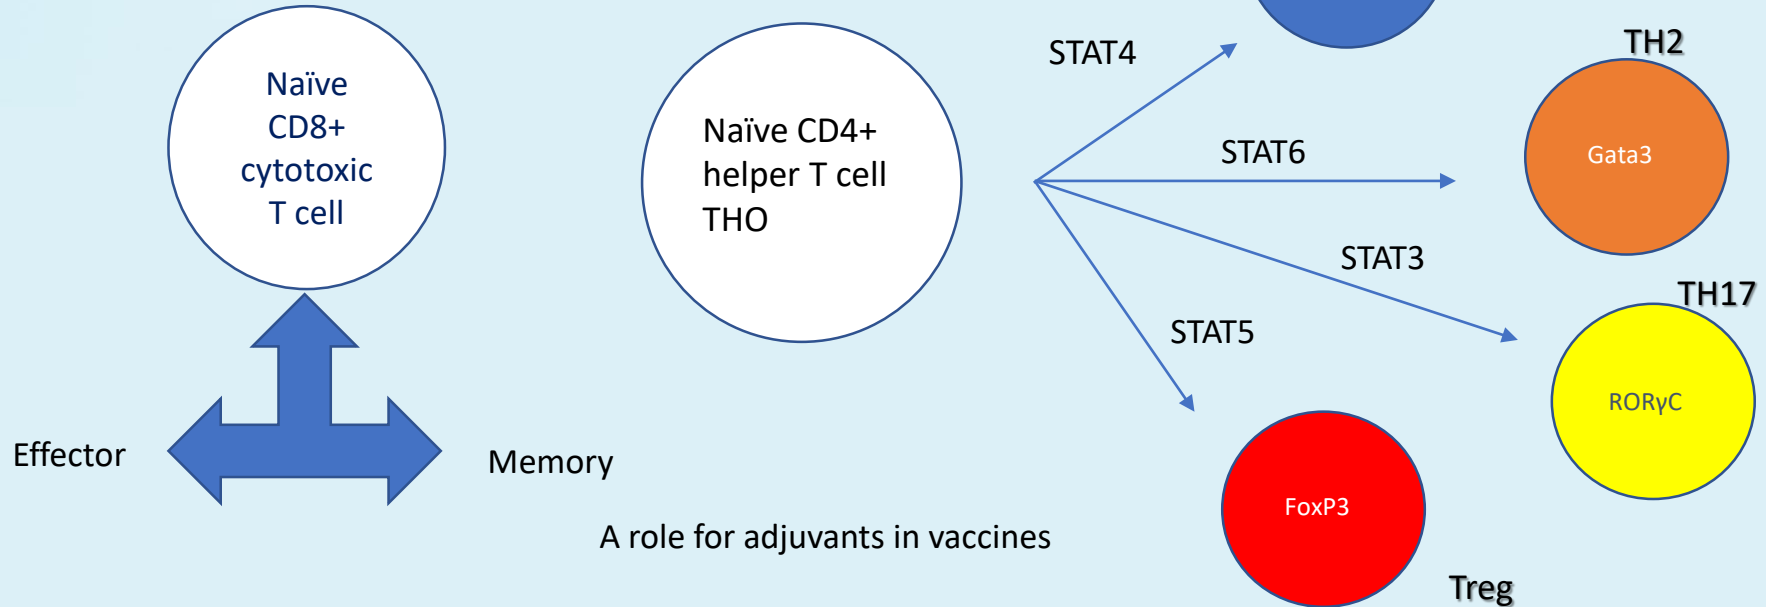 Naïve
CD8+
cytotoxic
T cell
Effector
Memory
Naïve CD4+
helper T cell
THO
STAT4
STAT6
STAT3
STAT5
TH2
Gata3
TH17
RORγC
FoxP3
Treg
A role for adjuvants in vaccines